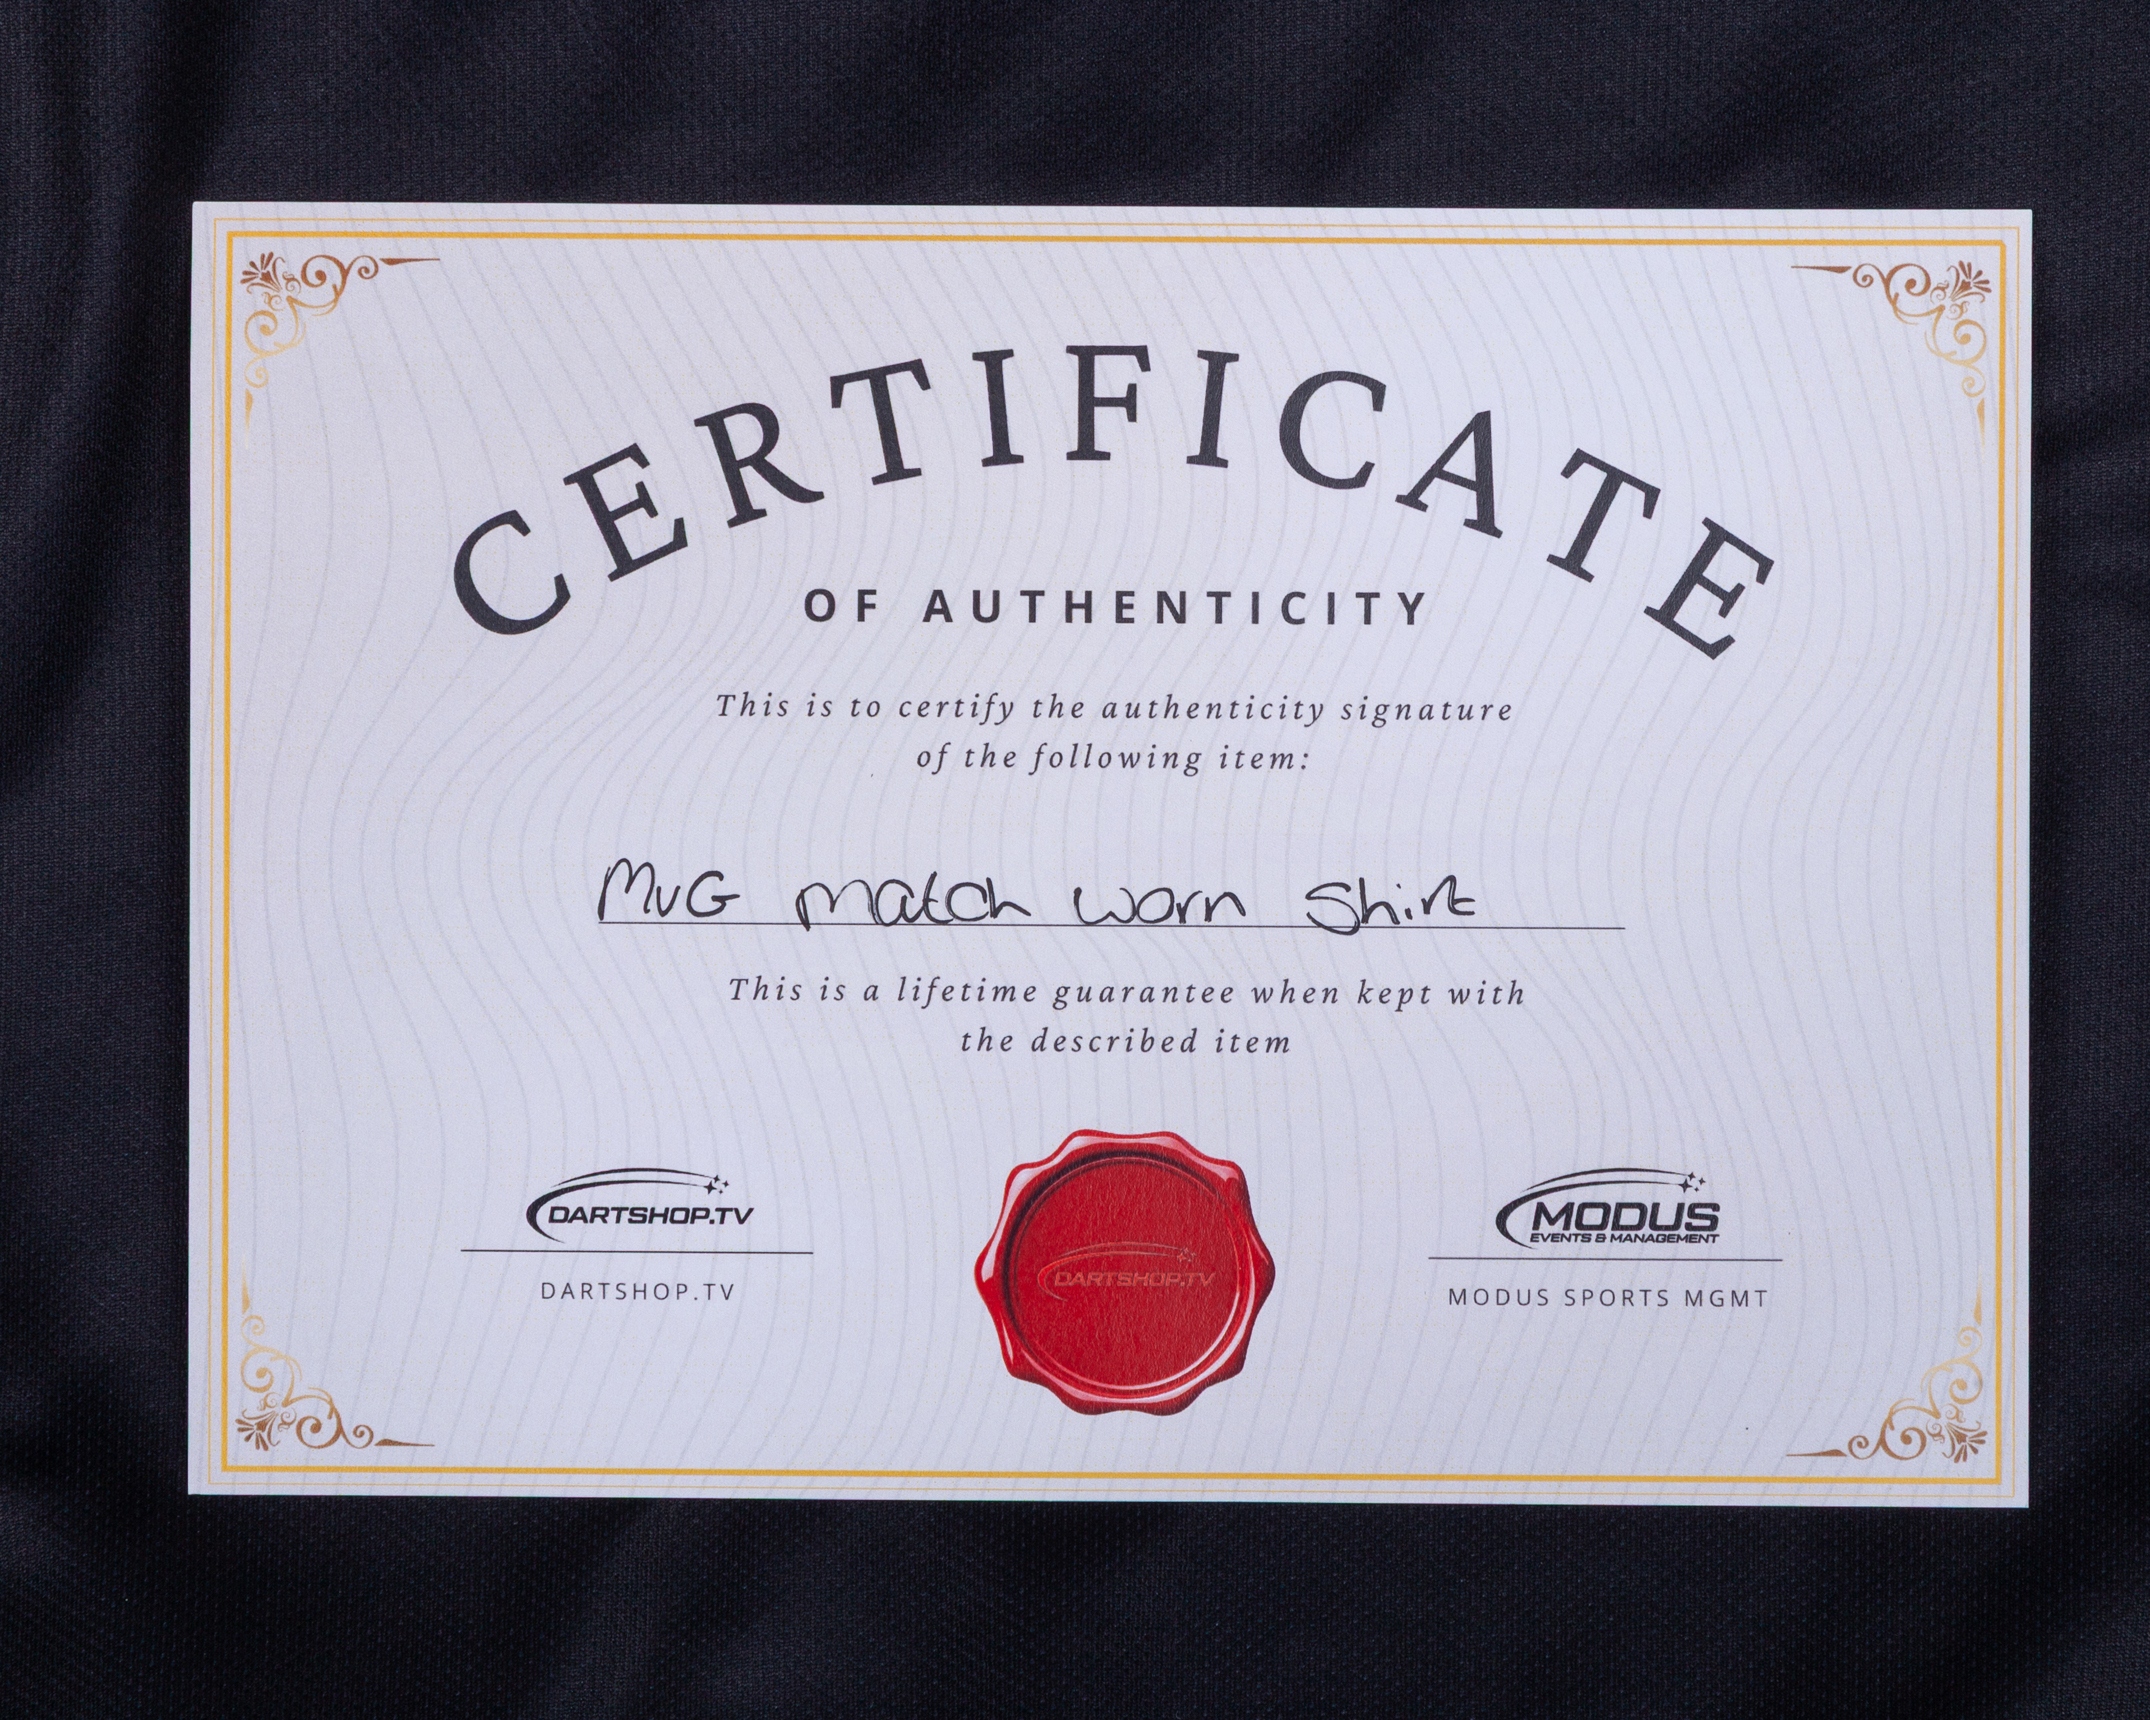 CERTIFICATE
OF AUTHENTICITY
This is to certify the authenticity signature
of the following item:
MvG match worn Shirt
This is a lifetime guarantee when kept with
the described item
DARTSHOP.TV
DARTSHOP.TV
DARTSHOP.TV
MODUS
EVENTS & MANAGEMENT
MODUS SPORTS MGMT